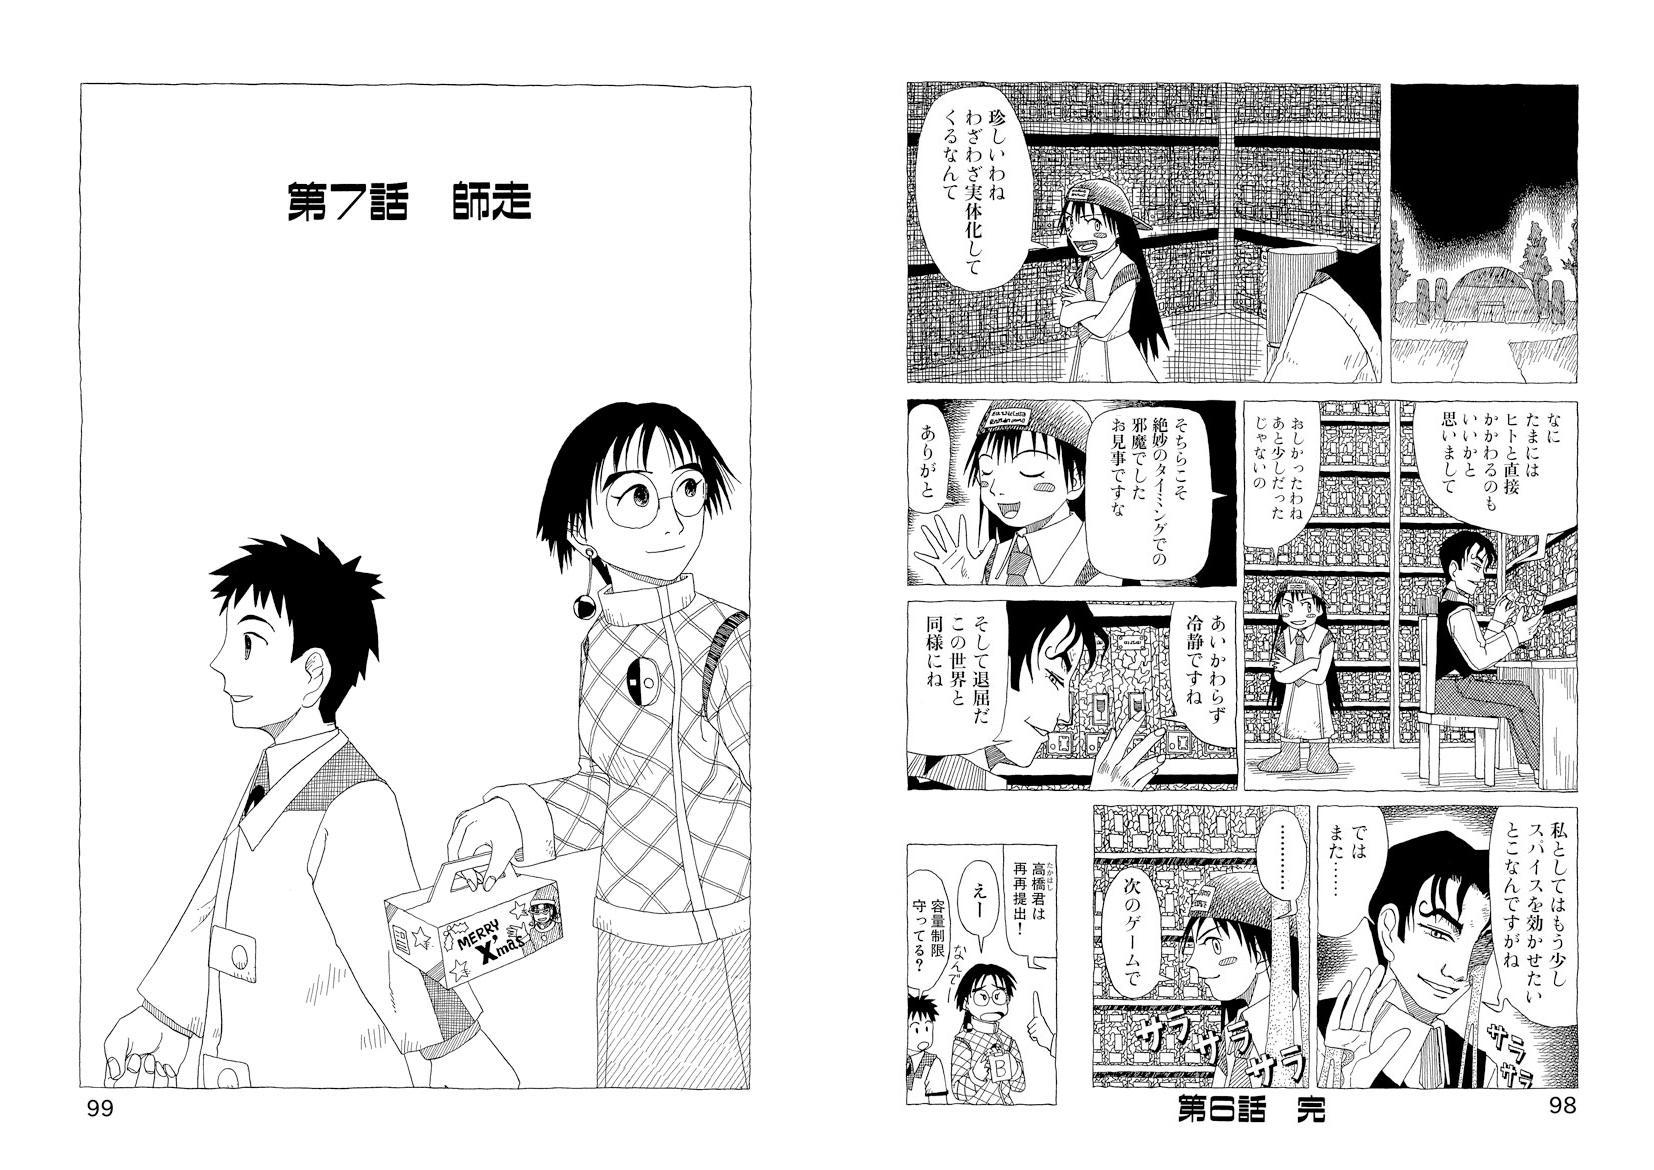 珍しいわね
わざわざ実体化して
くるなんて
なに
たまには
ヒトと直接
かかわるのも
いいかと
思いまして
おしかったわね
あと少しだった
じゃないの
そちらこそ
絶妙のタイミングでの
邪魔でした
お見事ですな
ありがと
あいかわらず
冷静ですね
そして退屈だ
この世界と
同様にね
私としてはもう少し
スパイスを効かせたい
とこなんですがね
では
また……
サラ
サラ
…………
次のゲームで
サラ
サラ
サラ
高橋君は
たかはし
再再提出!
えー
なんでー
容量制限
守ってる?
B
第6話 完
98
第7話 師走
MERRY
X'mas
99